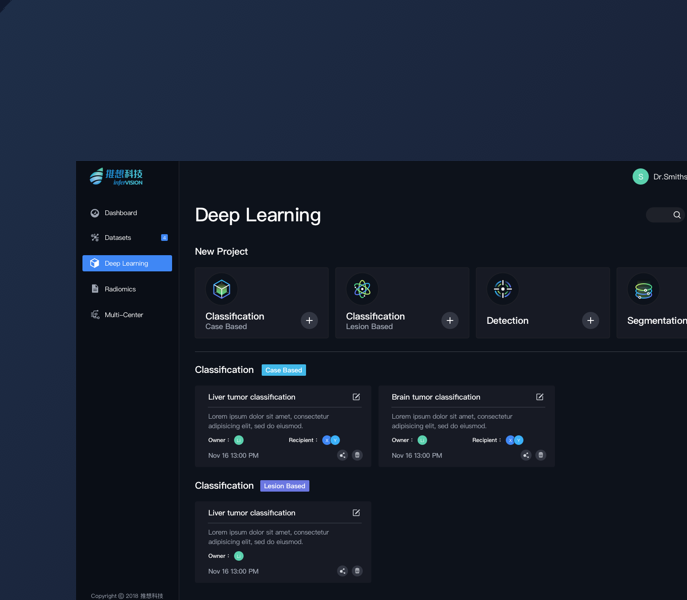 推想科技
inferVISION
Dr.Smiths
Dashboard
Datasets 4
Deep Learning
Radiomics
Multi-Center
Deep Learning
New Project
Classification
Case Based
Classification
Lesion Based
Detection
Segmentation
Classification Case Based
Liver tumor classification
Lorem ipsum dolor sit amet, consectetur
adipisicing elit, sed do eiusmod.
Owner : LI Recipient : X Y
Nov 16 13:00 PM
Brain tumor classification
Lorem ipsum dolor sit amet, consectetur
adipisicing elit, sed do eiusmod.
Owner : LI Recipient : X Y
Nov 16 13:00 PM
Classification Lesion Based
Liver tumor classification
Lorem ipsum dolor sit amet, consectetur
adipisicing elit, sed do eiusmod.
Owner : LI
Nov 16 13:00 PM
Copyright © 2018 推想科技